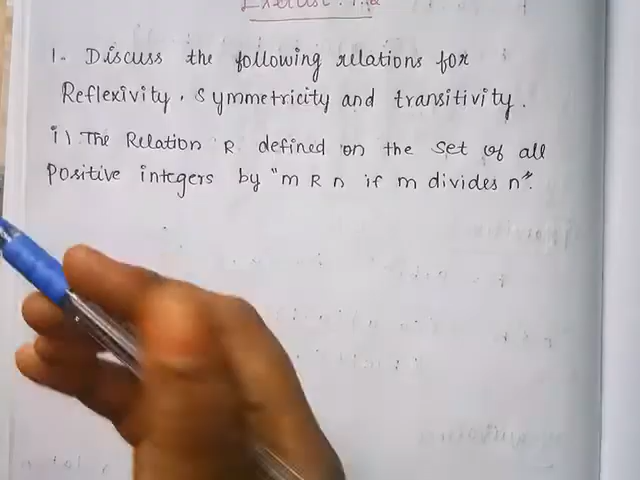 1. Discuss the following relations for
Reflexivity, Symmetricity and transitivity.
i) The Relation R defined on the set of all
Positive integers by "m R n if m divides n".